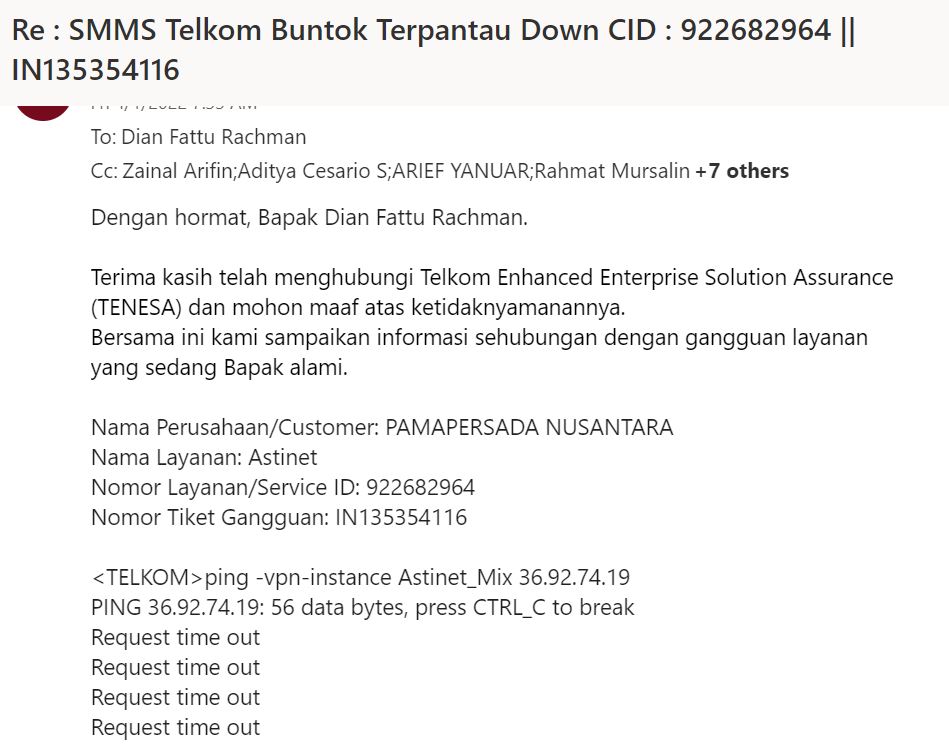 Re : SMMS Telkom Buntok Terpantau Down CID : 922682964 ||
IN135354116
To: Dian Fattu Rachman
Cc: Zainal Arifin;Aditya Cesario S;ARIEF YANUAR;Rahmat Mursalin +7 others
Dengan hormat, Bapak Dian Fattu Rachman.
Terima kasih telah menghubungi Telkom Enhanced Enterprise Solution Assurance
(TENESA) dan mohon maaf atas ketidaknyamanannya.
Bersama ini kami sampaikan informasi sehubungan dengan gangguan layanan
yang sedang Bapak alami.
Nama Perusahaan/Customer: PAMAPERSADA NUSANTARA
Nama Layanan: Astinet
Nomor Layanan/Service ID: 922682964
Nomor Tiket Gangguan: IN135354116
<TELKOM>ping -vpn-instance Astinet_Mix 36.92.74.19
PING 36.92.74.19: 56 data bytes, press CTRL_C to break
Request time out
Request time out
Request time out
Request time out